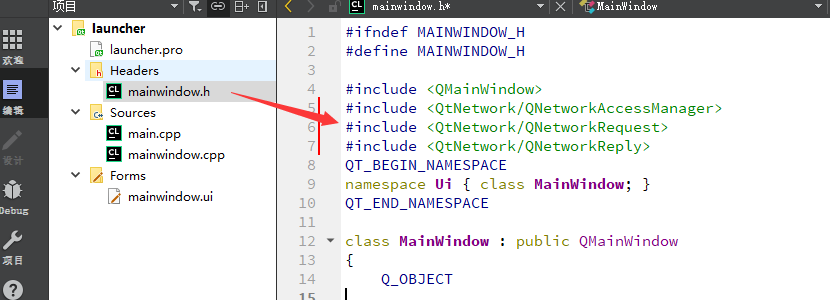 项目
mainwindow.h*
MainWindow
欢迎
编辑
设计
Debug
项目
launcher
launcher.pro
Headers
mainwindow.h
Sources
main.cpp
mainwindow.cpp
Forms
mainwindow.ui
1 #ifndef MAINWINDOW_H
2 #define MAINWINDOW_H
3
4 #include <QMainWindow>
5 #include <QtNetwork/QNetworkAccessManager>
6 #include <QtNetwork/QNetworkRequest>
7 #include <QtNetwork/QNetworkReply>
8 QT_BEGIN_NAMESPACE
9 namespace Ui { class MainWindow; }
10 QT_END_NAMESPACE
11
12 class MainWindow : public QMainWindow
13 {
14 Q_OBJECT
15